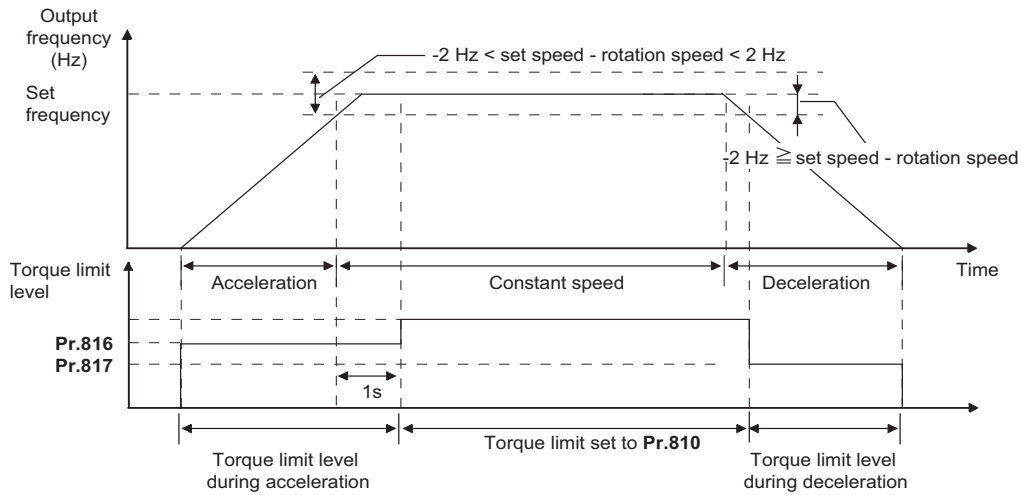 Output
frequency
(Hz)
-2 Hz < set speed - rotation speed < 2 Hz
Set
frequency
-2 Hz ≧ set speed - rotation speed
Time
Torque limit
level
Acceleration
Constant speed
Deceleration
Pr.816
Pr.817
1s
Torque limit set to Pr.810
Torque limit level
during acceleration
Torque limit level
during deceleration